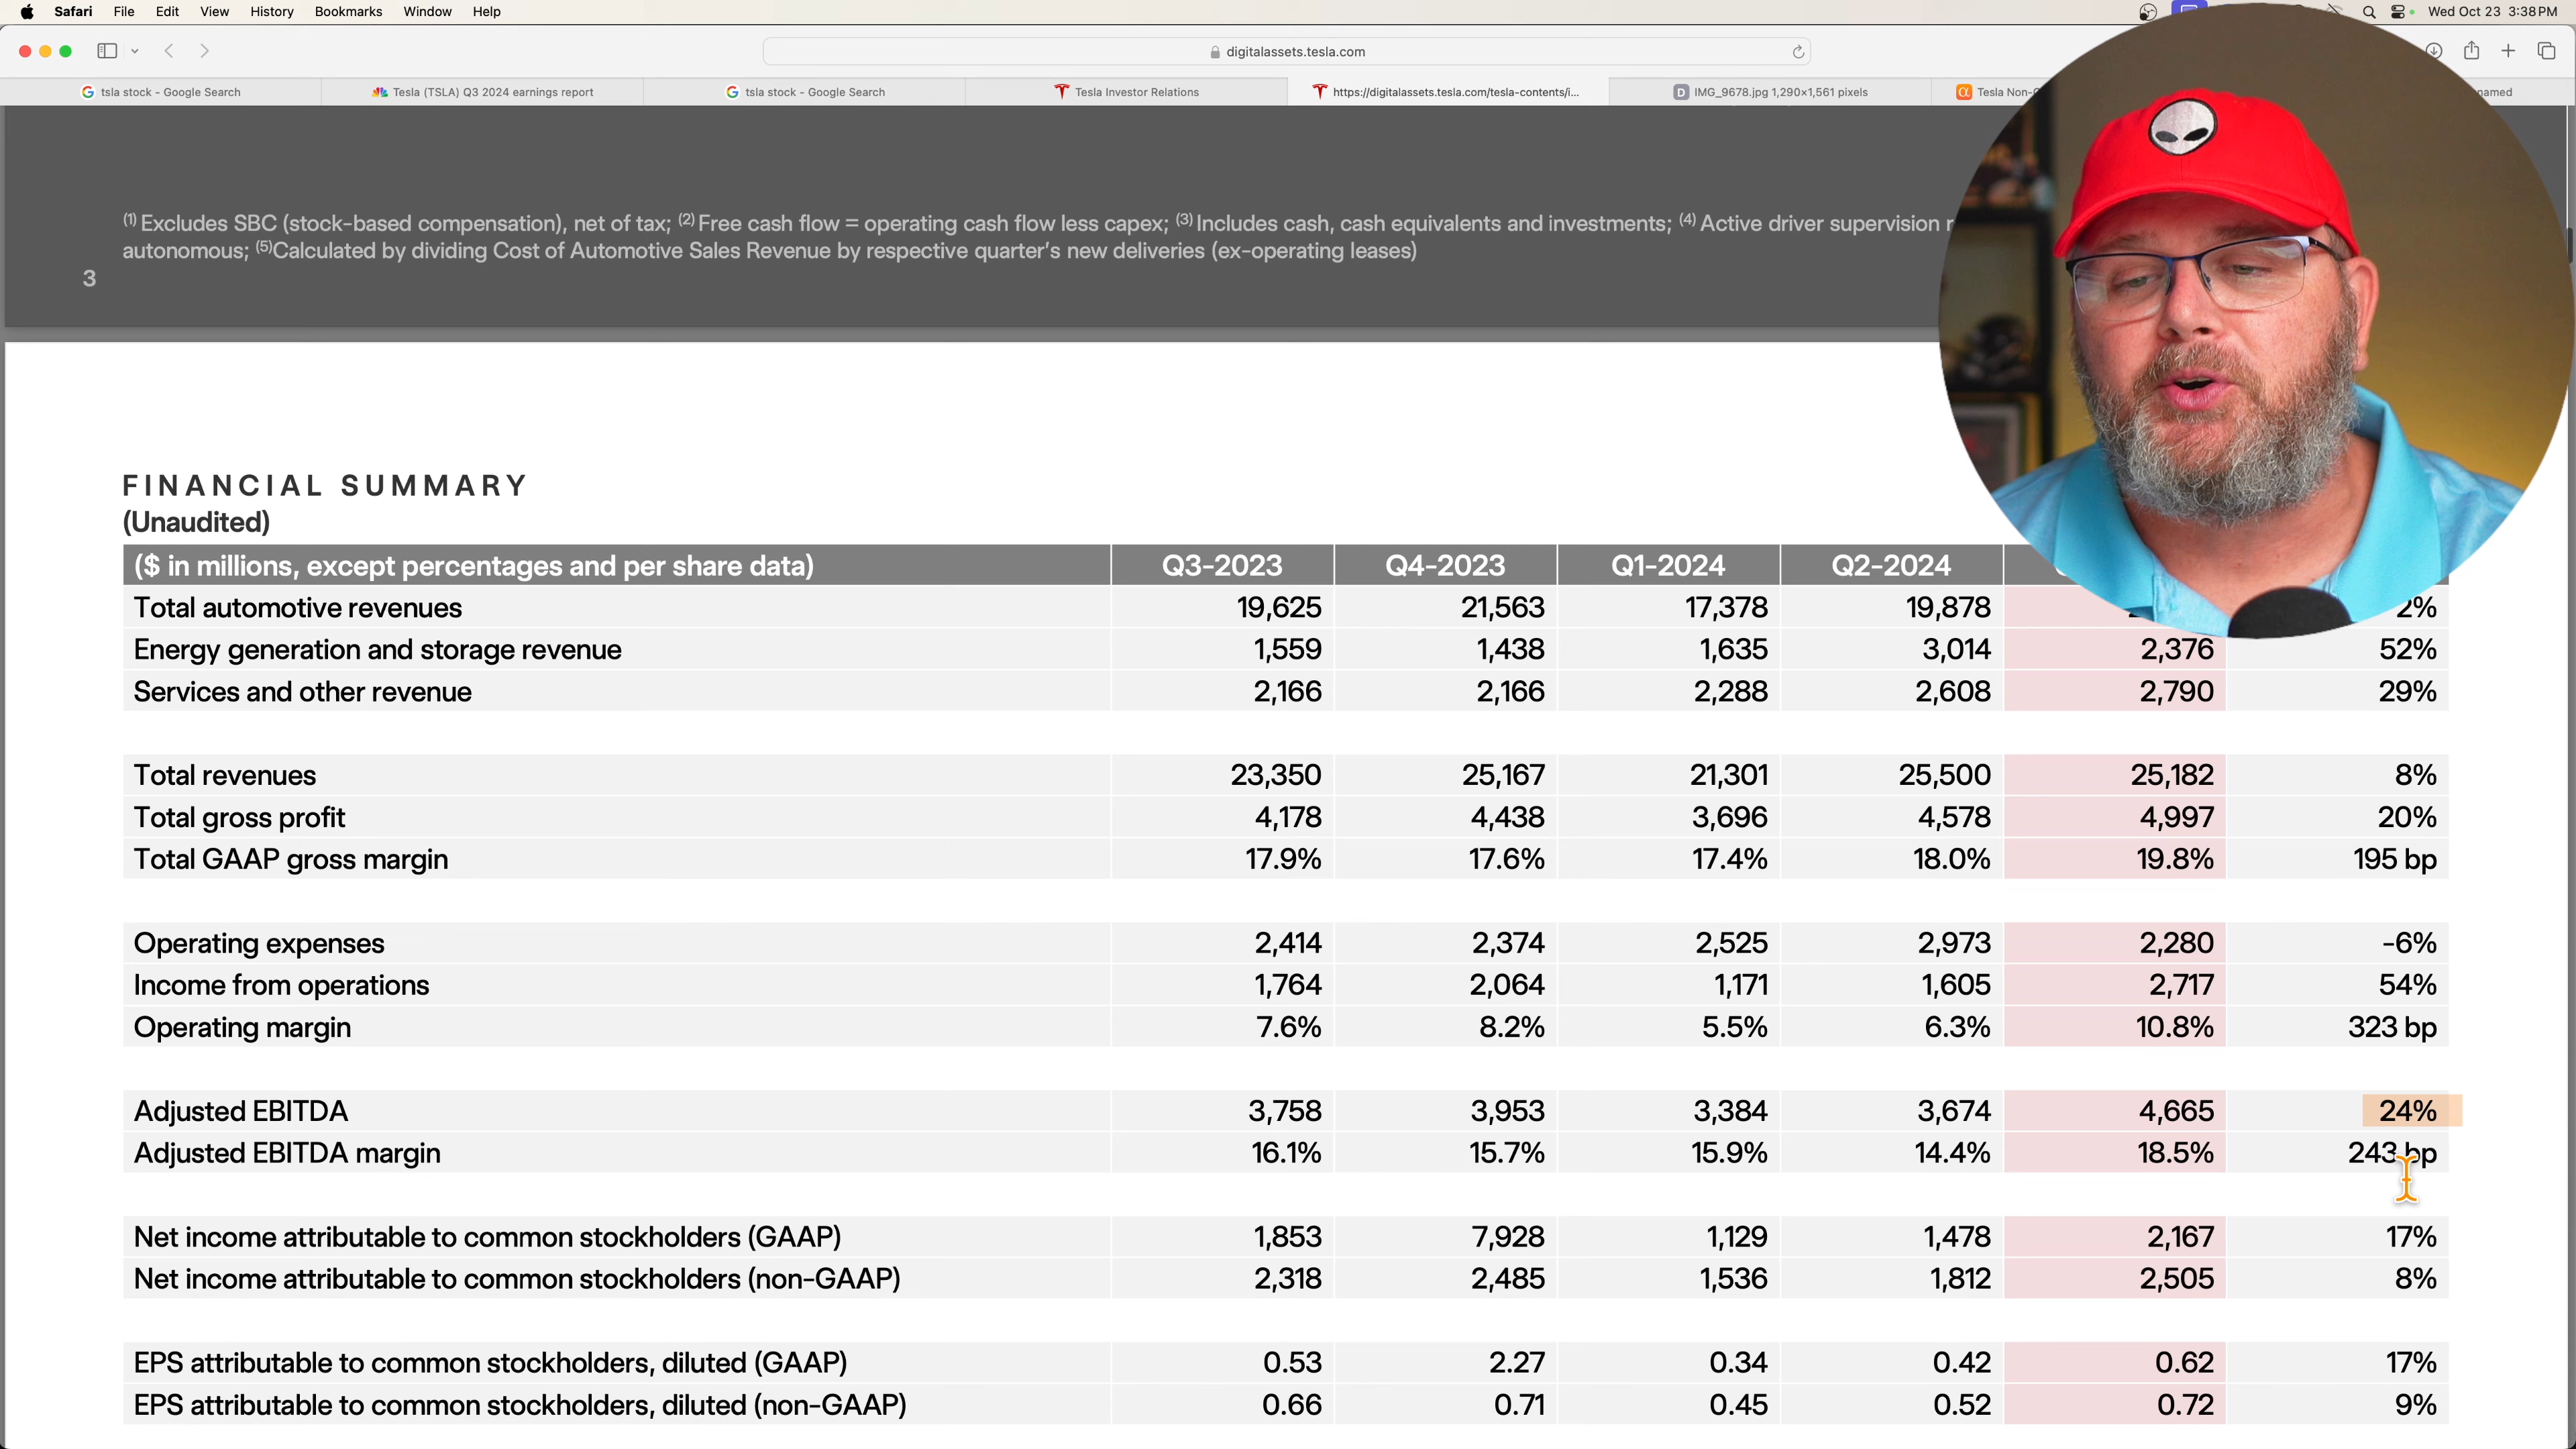 Safari File Edit View History Bookmarks Window Help Wed Oct 23 3:38 PM
digitalassets.tesla.com
tsla stock - Google Search Tesla (TSLA) Q3 2024 earnings report tsla stock - Google Search Tesla Investor Relations https://digitalassets.tesla.com/tesla-contents/i... IMG_9678.jpg 1,290×1,561 pixels Tesla
(1) Excludes SBC (stock-based compensation), net of tax; (2) Free cash flow = operating cash flow less capex; (3) Includes cash, cash equivalents and investments; (4) Active driver supervision
autonomous; (5)Calculated by dividing Cost of Automotive Sales Revenue by respective quarter's new deliveries (ex-operating leases)
3
FINANCIAL SUMMARY
(Unaudited)
($ in millions, except percentages and per share data) Q3-2023 Q4-2023 Q1-2024 Q2-2024
Total automotive revenues 19,625 21,563 17,378 19,878 2%
Energy generation and storage revenue 1,559 1,438 1,635 3,014 2,376 52%
Services and other revenue 2,166 2,166 2,288 2,608 2,790 29%
Total revenues 23,350 25,167 21,301 25,500 25,182 8%
Total gross profit 4,178 4,438 3,696 4,578 4,997 20%
Total GAAP gross margin 17.9% 17.6% 17.4% 18.0% 19.8% 195 bp
Operating expenses 2,414 2,374 2,525 2,973 2,280 -6%
Income from operations 1,764 2,064 1,171 1,605 2,717 54%
Operating margin 7.6% 8.2% 5.5% 6.3% 10.8% 323 bp
Adjusted EBITDA 3,758 3,953 3,384 3,674 4,665 24%
Adjusted EBITDA margin 16.1% 15.7% 15.9% 14.4% 18.5% 243 bp
Net income attributable to common stockholders (GAAP) 1,853 7,928 1,129 1,478 2,167 17%
Net income attributable to common stockholders (non-GAAP) 2,318 2,485 1,536 1,812 2,505 8%
EPS attributable to common stockholders, diluted (GAAP) 0.53 2.27 0.34 0.42 0.62 17%
EPS attributable to common stockholders, diluted (non-GAAP) 0.66 0.71 0.45 0.52 0.72 9%